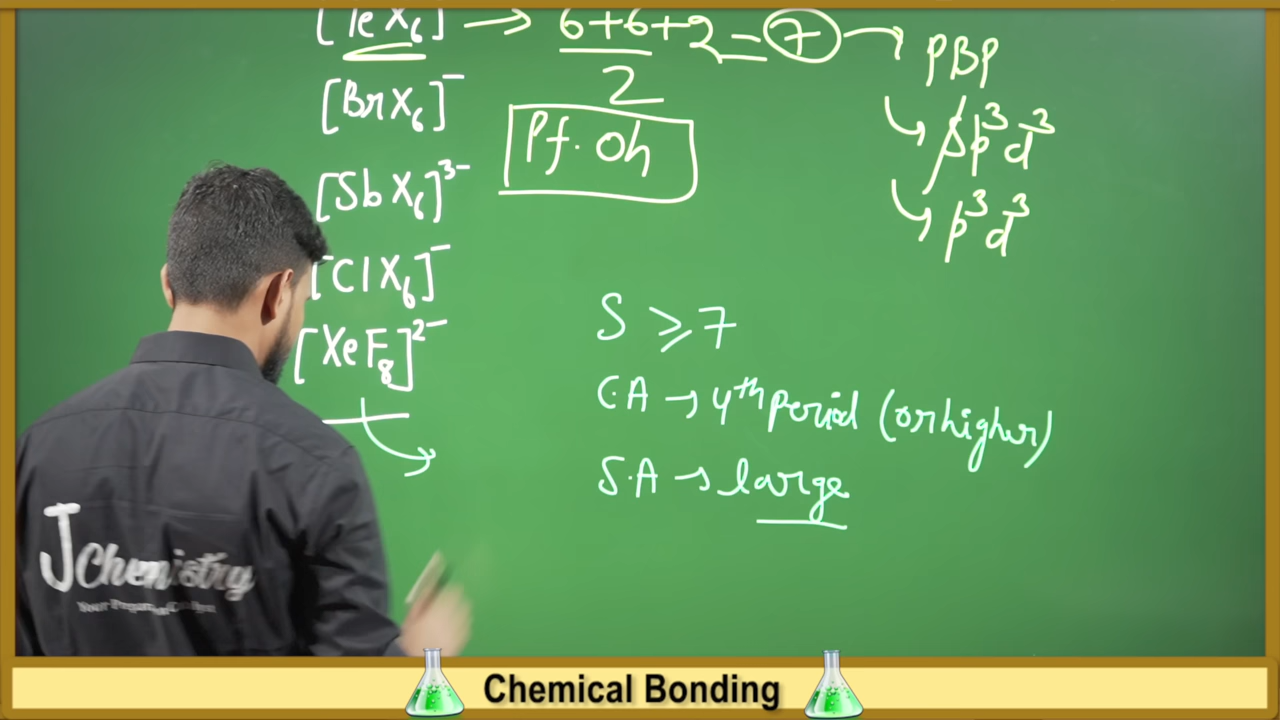 [TeX₆] → 6+6+2/2 = 7 → PBP
[BrX₆]⁻
Pf. Oh
sp³d³
[SbX₆]³⁻
p³d³
[ClX₆]⁻
[XeF₈]²⁻
S ≥ 7
C.A → 4th period (or higher)
S.A → large
JChemistry
Chemical Bonding